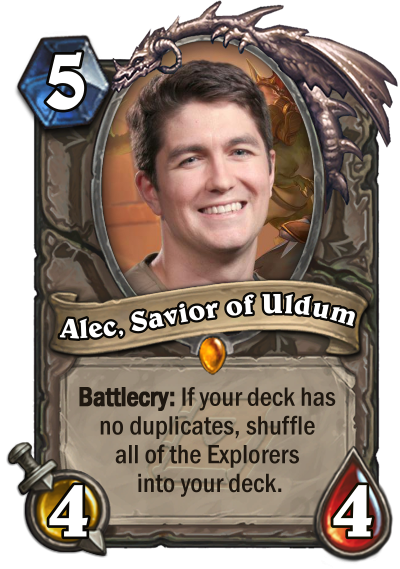 5
Alec, Savior of Uldum
Battlecry: If your deck has
no duplicates, shuffle
all of the Explorers
into your deck.
4
4